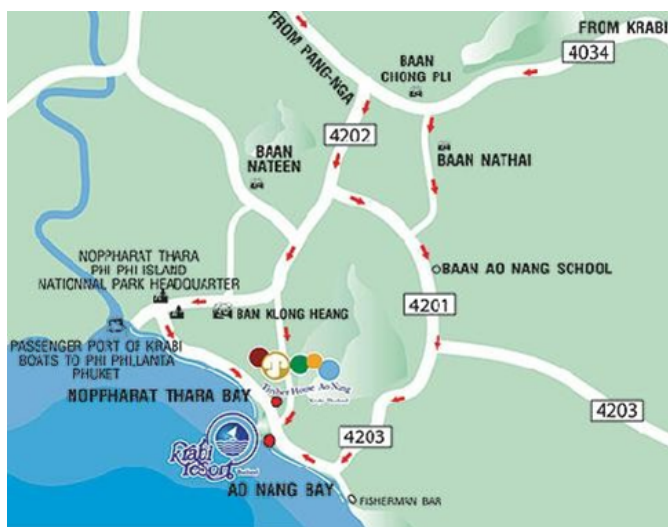 FROM KRABI
4034
FROM PANG-NGA
BAAN
CHONG PLI
4202
BAAN NATHAI
BAAN
NATEEN
NOPPHARAT THARA
PHI PHI ISLAND
NATIONNAL PARK HEADQUARTER
BAAN AO NANG SCHOOL
4201
BAN KLONG HEANG
PASSENGER PORT OF KRABI
BOATS TO PHI PHI,LANTA
PHUKET
Timber House Ao Nang
NOPPHARAT THARA BAY
4203
4203
krabi
resort
AO NANG BAY
FISHERMAN BAR